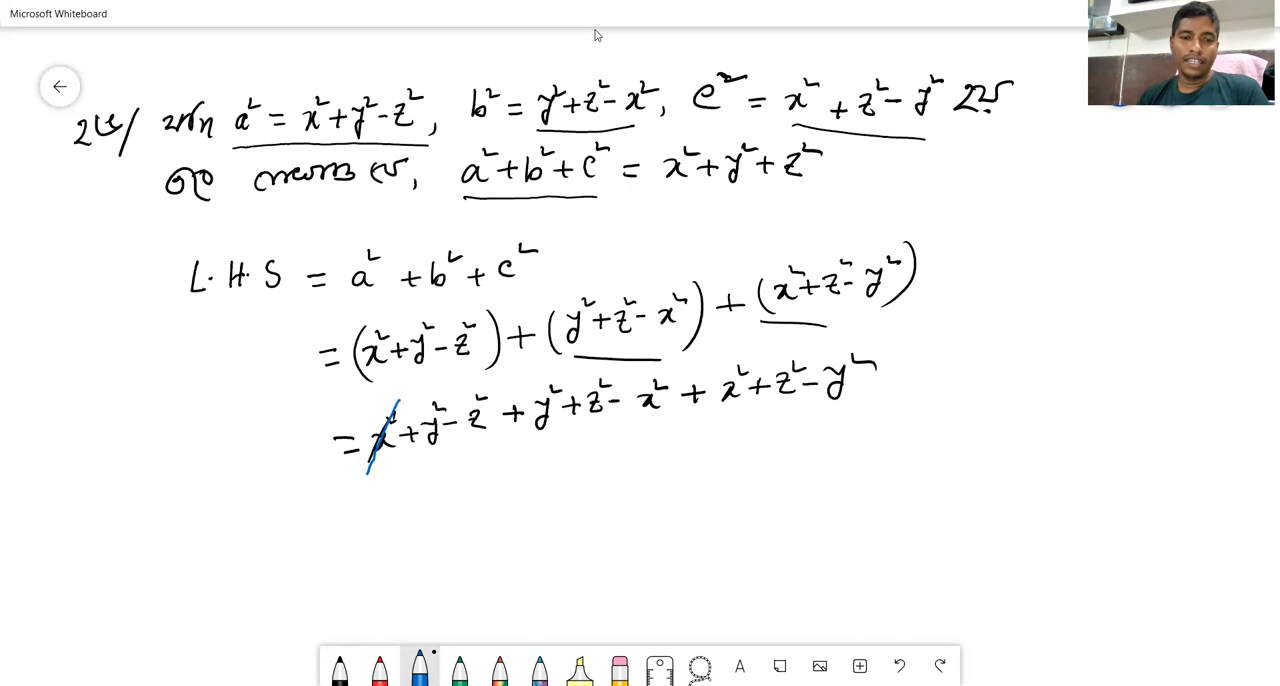 Microsoft Whiteboard
যদি a² = x²+y²-z², b² = y²+z²-x², c² = x²+z²-y² হয়
তবে দেখাও যে, a²+b²+c² = x²+y²+z²
L.H.S = a²+b²+c²
= (x²+y²-z²)+(y²+z²-x²)+(x²+z²-y²)
= x²+y²-z²+y²+z²-x²+x²+z²-y²
A